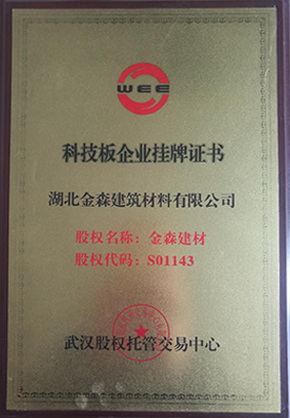 WEE
科技板企业挂牌证书
湖北金森建筑材料有限公司
股权名称：金森建材
股权代码：S01143
武汉股权托管交易中心